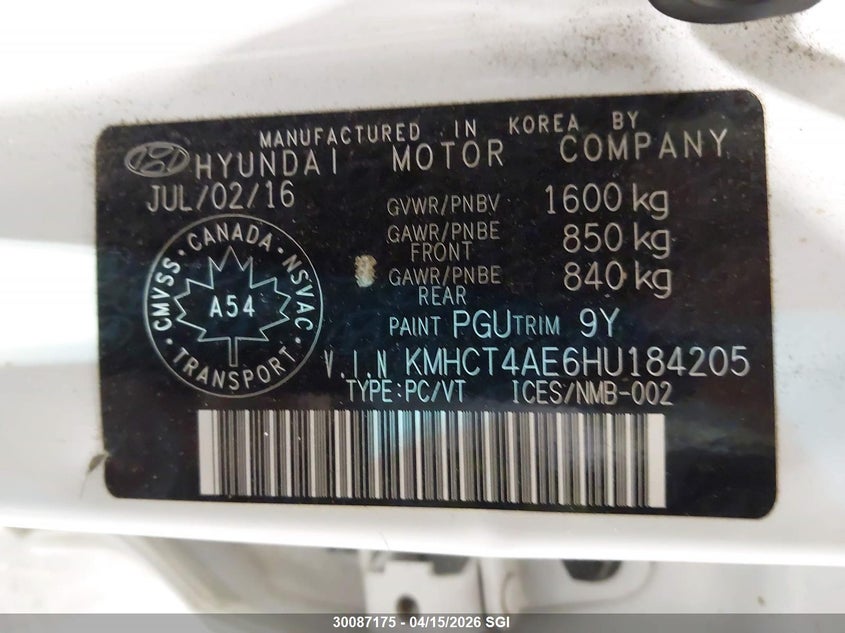 MANUFACTURED IN KOREA BY
HYUNDAI MOTOR COMPANY
JUL/02/16
GVWR/PNBV 1600 kg
GAWR/PNBE FRONT 850 kg
GAWR/PNBE REAR 840 kg
CANADA
CMVSS
NSVAC
A54
TRANSPORT
PAINT PGU TRIM 9Y
V.I.N KMHCT4AE6HU184205
TYPE:PC/VT ICES/NMB-002
30087175 - 04/15/2026 SGI